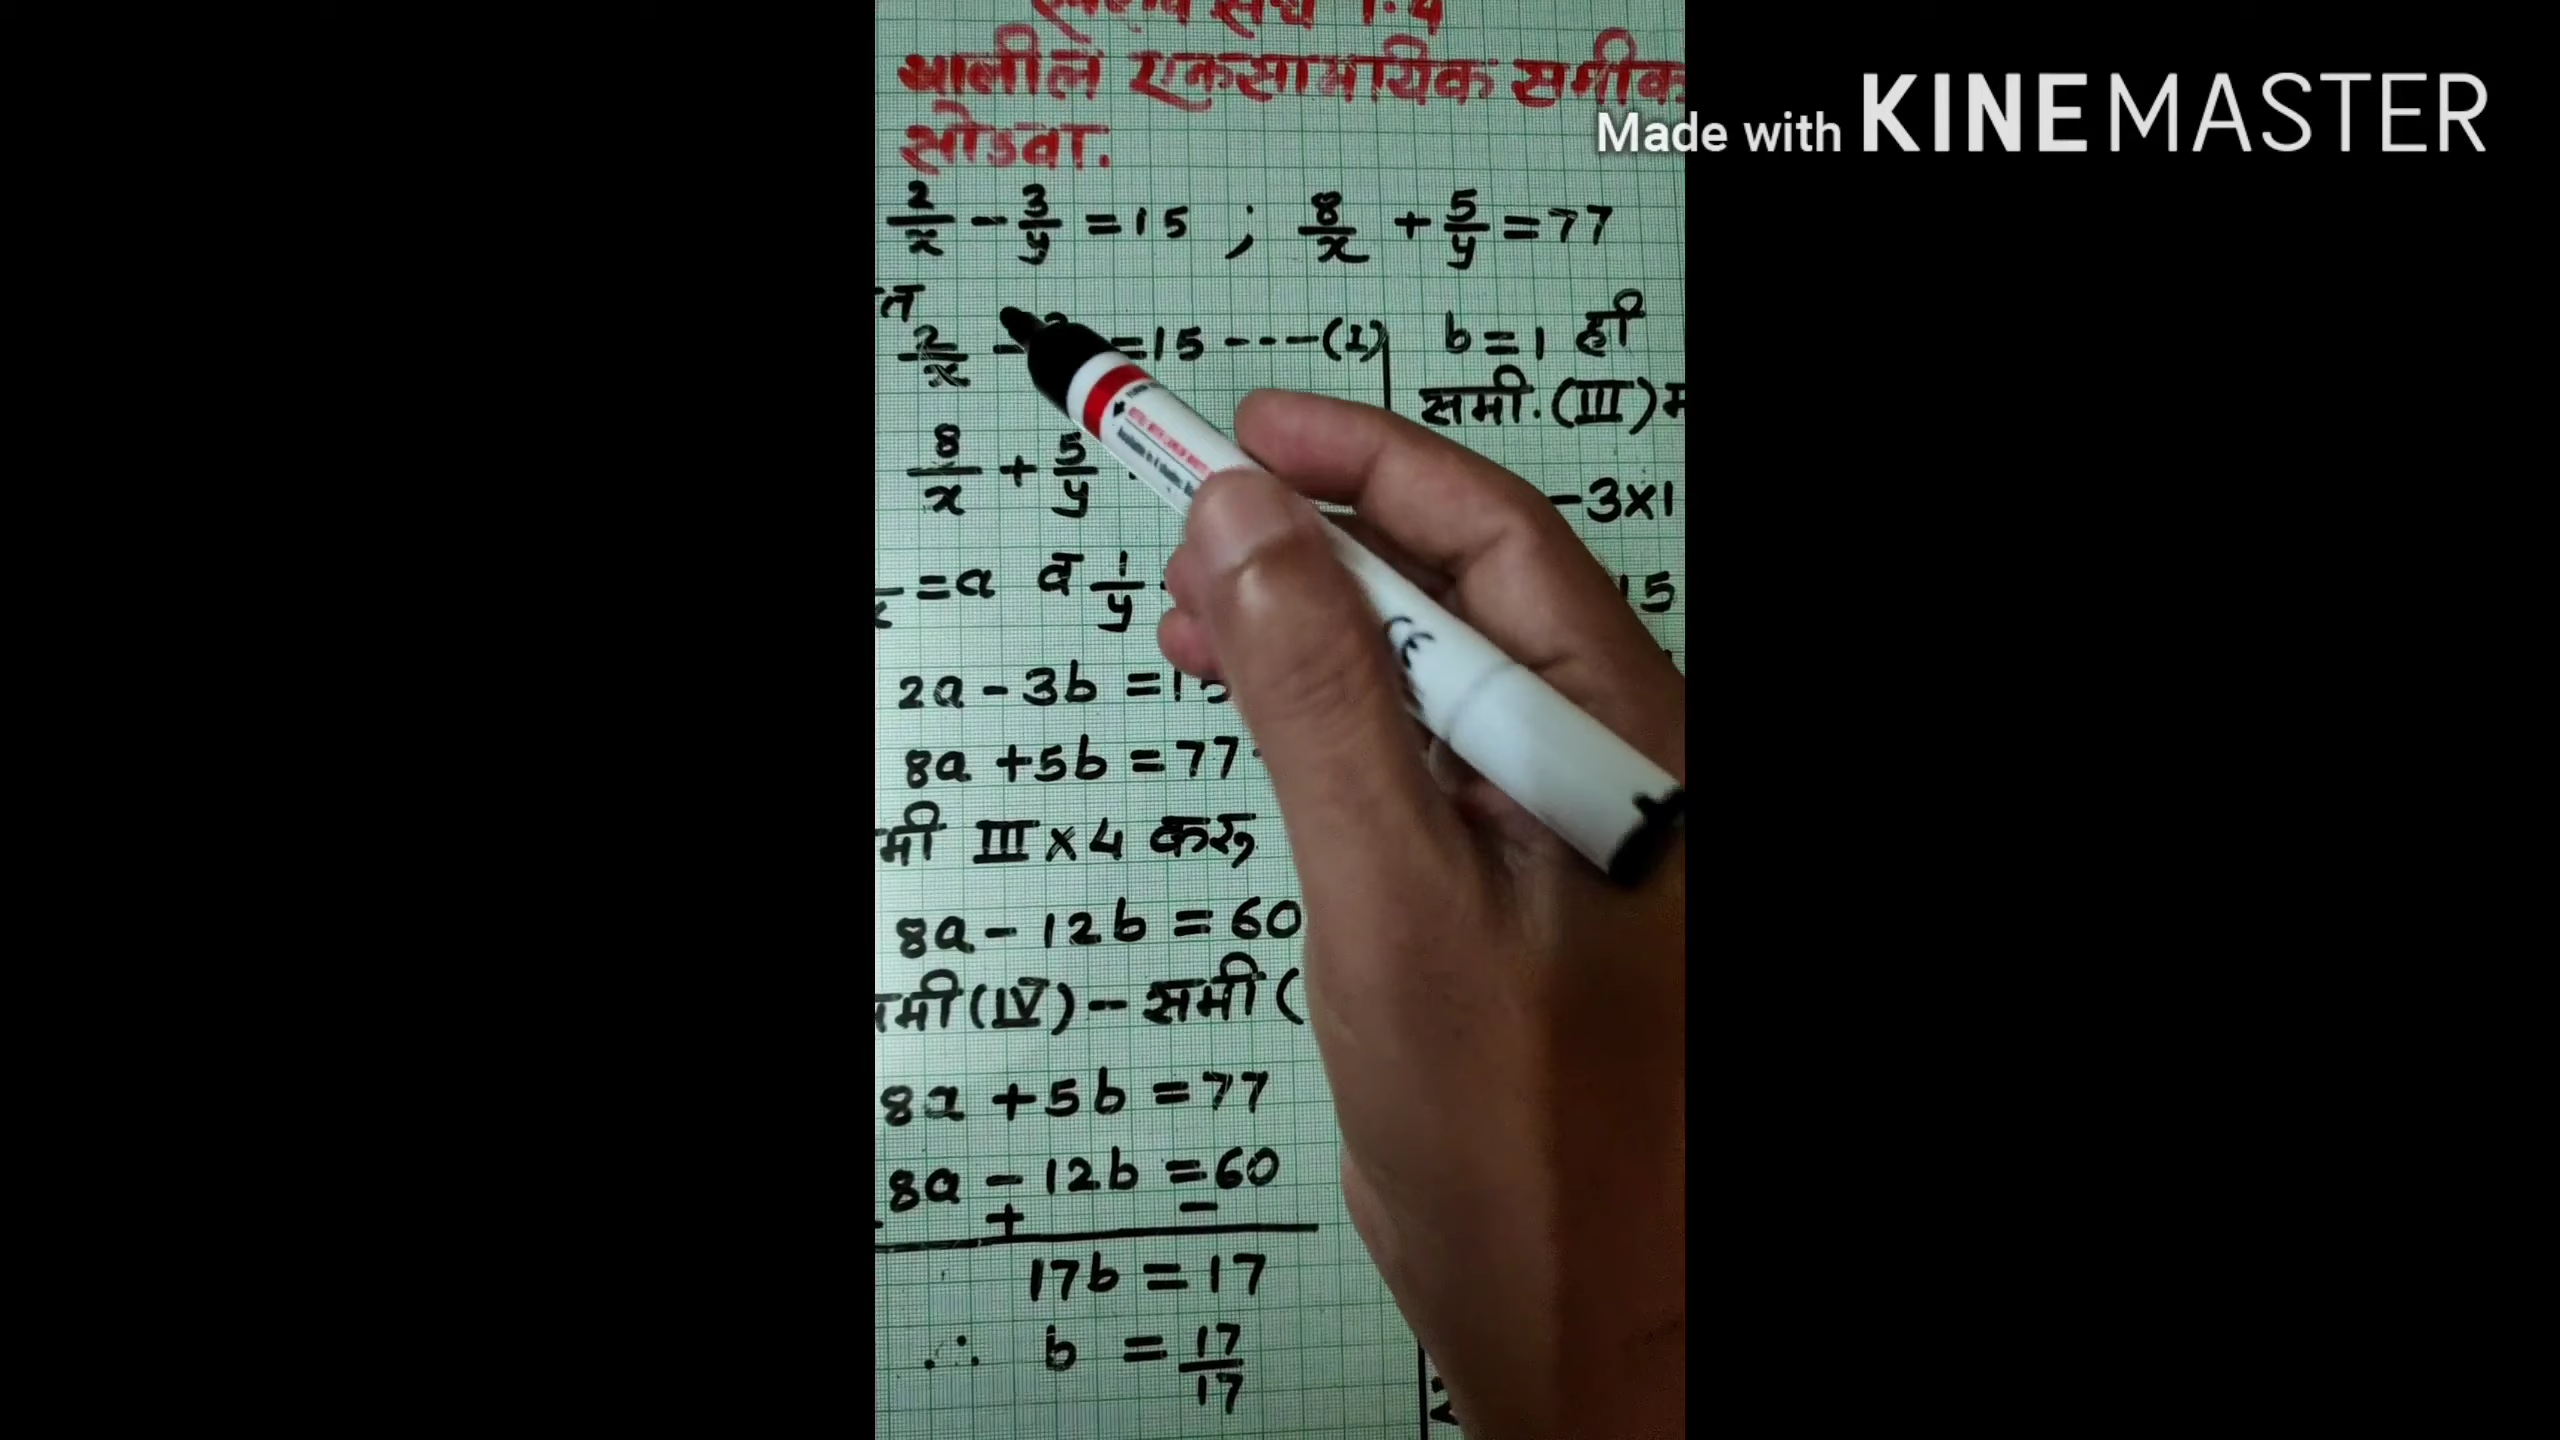 खालील एकसामयिक
सोडवा.
2/x - 3/y = 15 ; 8/x + 5/y = 77
Made with KINEMASTER
2/x - = 15 ----(I)
8/x + 5/y
= a व 1/y
2a - 3b = 15
8a + 5b = 77
III × 4 करू
8a - 12b = 60
(IV) - समी (
8a + 5b = 77
8a - 12b = 60
+ -
17b = 17
∴ b = 17/17
b = 1 ही
समी. (III)
-3×1
15